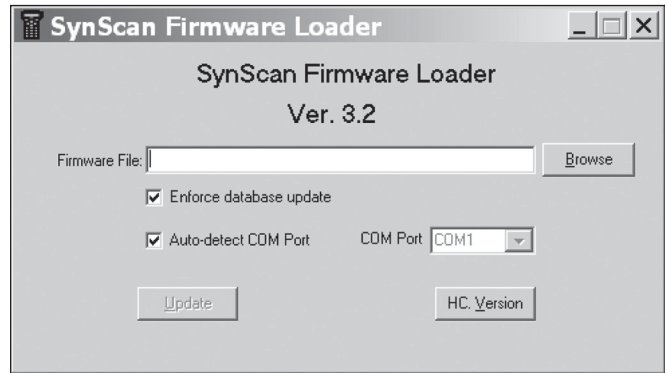 SynScan Firmware Loader
SynScan Firmware Loader
Ver. 3.2
Firmware File: Browse
Enforce database update
Auto-detect COM Port COM Port COM1
Update HC. Version